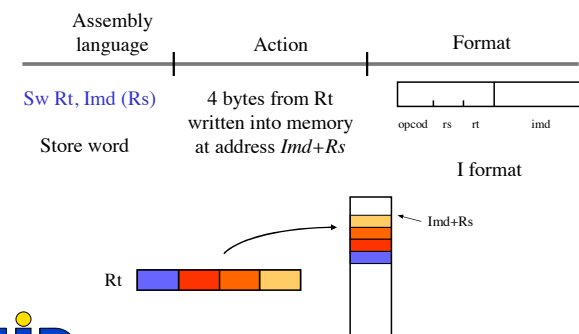 Assembly
language
Action
Format
Sw Rt, Imd (Rs)
Store word
4 bytes from Rt
written into memory
at address Imd+Rs
opcod rs rt imd
I format
Imd+Rs
Rt